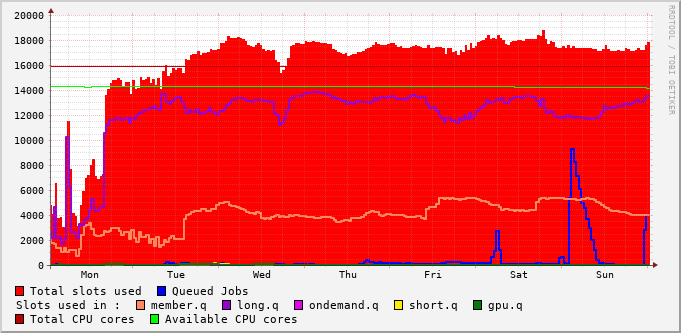 20000
18000
16000
14000
12000
10000
8000
6000
4000
2000
0
Mon Tue Wed Thu Fri Sat Sun
RRDTOOL / TOBI OETIKER
Total slots used Queued Jobs
Slots used in : member.q long.q ondemand.q short.q gpu.q
Total CPU cores Available CPU cores